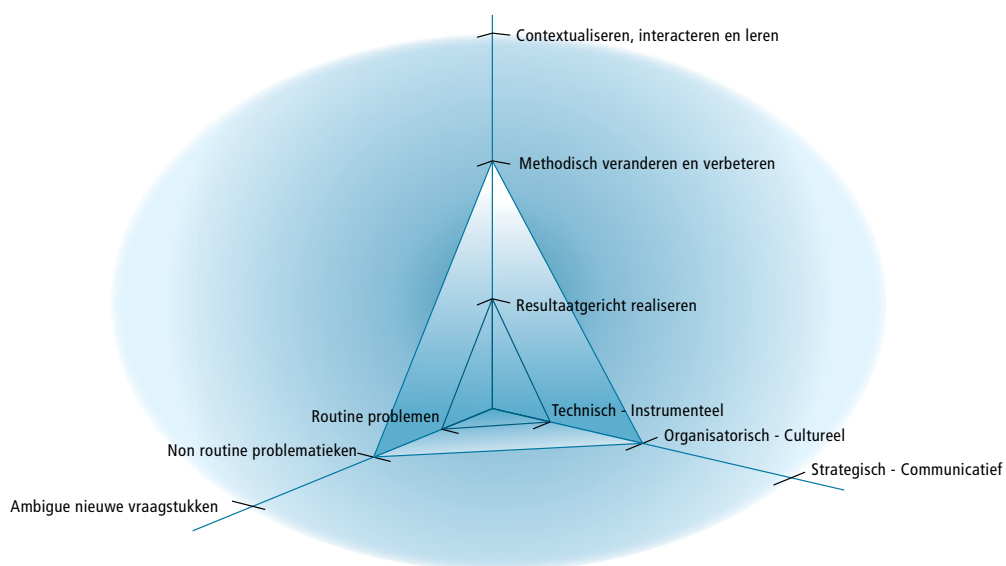 Contextualiseren, interacteren en leren
Methodisch veranderen en verbeteren
Resultaatgericht realiseren
Routine problemen
Technisch - Instrumenteel
Organisatorisch - Cultureel
Non routine problematieken
Strategisch - Communicatief
Ambigue nieuwe vraagstukken